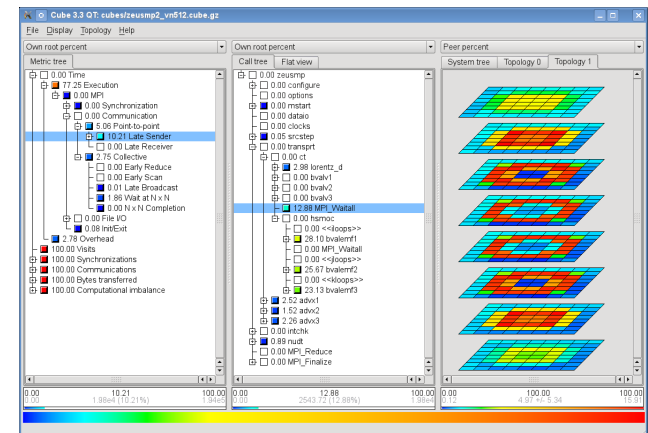 Cube 3.3 QT: cubes/zeusmp2_vn512.cube.gz
File Display Topology Help
Own root percent
Metric tree
0.00 Time
77.25 Execution
0.00 MPI
0.00 Synchronization
0.00 Communication
5.06 Point-to-point
10.21 Late Sender
0.00 Late Receiver
2.75 Collective
0.00 Early Reduce
0.00 Early Scan
0.01 Late Broadcast
1.86 Wait at N x N
0.00 N x N Completion
0.00 File I/O
0.08 Init/Exit
2.78 Overhead
100.00 Visits
100.00 Synchronizations
100.00 Communications
100.00 Bytes transferred
100.00 Computational imbalance
0.00 10.21 100.00
0.00 1.98e4 (10.21%) 1.94e5
Own root percent
Call tree Flat view
0.00 zeusmp
0.00 configure
0.00 options
0.00 mstart
0.00 dataio
0.00 clocks
0.05 srcstep
0.00 transprt
0.00 ct
2.98 lorentz_d
0.00 bvalv1
0.00 bvalv2
0.00 bvalv3
12.88 MPI_Waitall
0.00 hsmoc
0.00 <<iloops>>
28.10 bvalemf1
0.00 MPI_Waitall
0.00 <<jloops>>
25.67 bvalemf2
0.00 <<kloops>>
23.13 bvalemf3
2.52 advx1
1.52 advx2
2.26 advx3
0.00 intchk
0.89 nudt
0.00 MPI_Reduce
0.00 MPI_Finalize
0.00 12.88 100.00
0.00 2543.72 (12.88%) 1.98e4
Peer percent
System tree Topology 0 Topology 1
0.00 100.00 100.00
0.12 4.97 +/- 5.34 15.91